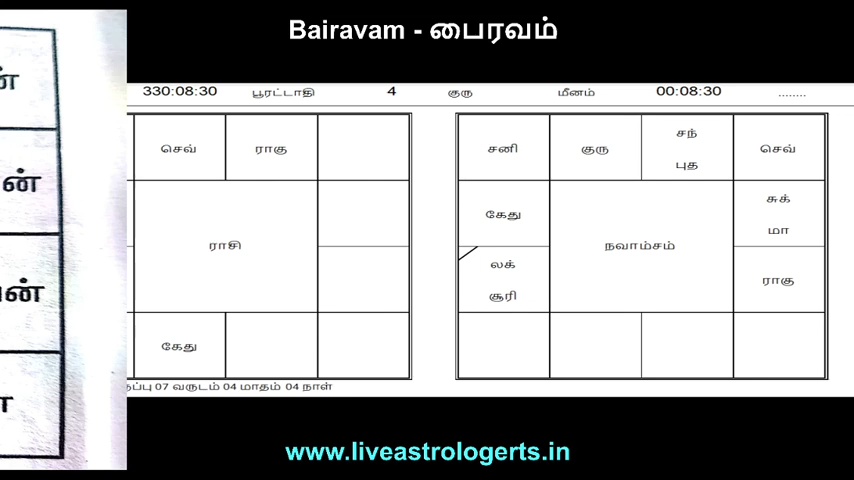 Bairavam - பைரவம்
330:08:30 பூரட்டாதி 4 குரு மீனம் 00:08:30 ........
செவ் ராகு
ராசி
கேது
சனி குரு சந் புத செவ்
கேது சுக் மா
நவாம்சம்
லக் சூரி ராகு
07 வருடம் 04 மாதம் 04 நாள்
www.liveastrologerts.in